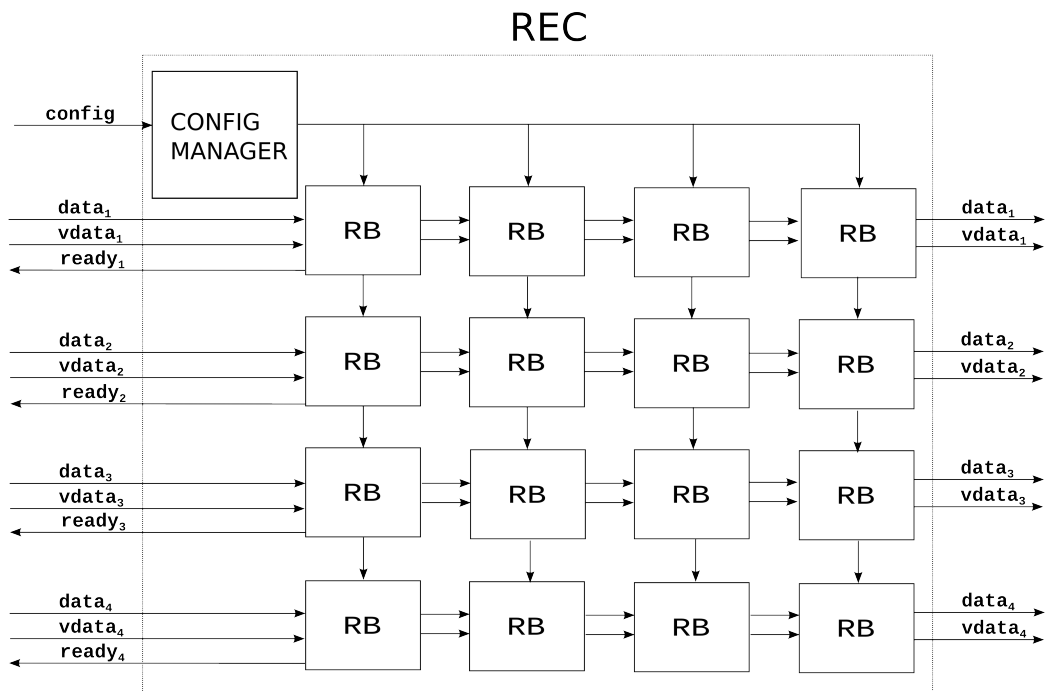 REC
config
CONFIG
MANAGER
data₁
vdata₁
ready₁
RB RB RB RB
data₁
vdata₁
data₂
vdata₂
ready₂
RB RB RB RB
data₂
vdata₂
data₃
vdata₃
ready₃
RB RB RB RB
data₃
vdata₃
data₄
vdata₄
ready₄
RB RB RB RB
data₄
vdata₄